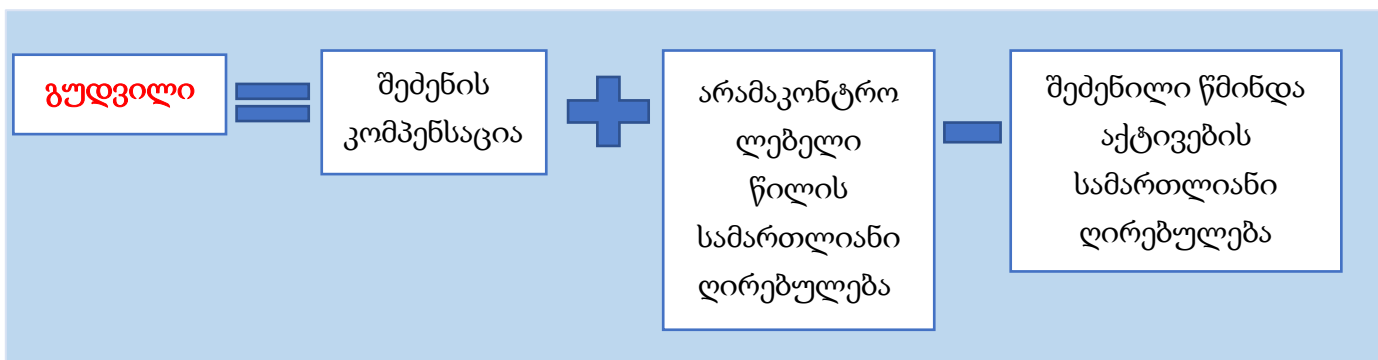 გუდვილი
შეძენის
კომპენსაცია
არამაკონტრო
ლებელი
წილის
სამართლიანი
ღირებულება
შეძენილი წმინდა
აქტივების
სამართლიანი
ღირებულება